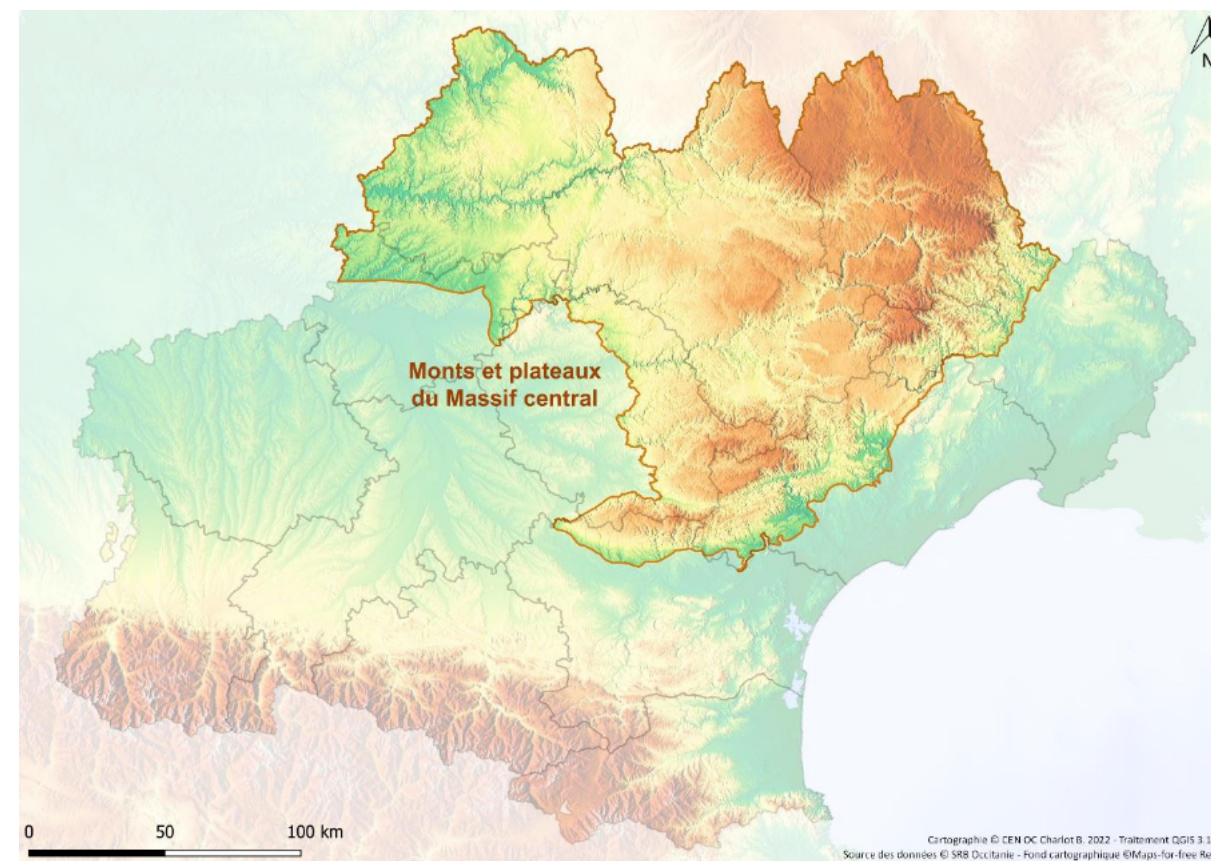 N
Monts et plateaux
du Massif central
0 50 100 km
Cartographie © CEN OC Charlot B. 2022 - Traitement QGIS 3.1
Source des données © SRB Occitanie - Fond cartographique ©Maps-for-free Re